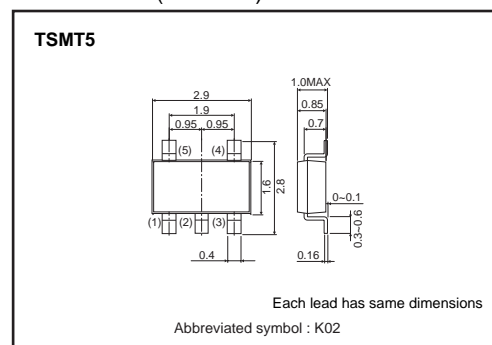 TSMT5
1.0MAX
2.9
0.85
1.9
0.7
0.95 0.95
(5) (4)
1.6
2.8
0~0.1
(1) (2) (3)
0.3~0.6
0.4
0.16
Each lead has same dimensions
Abbreviated symbol : K02